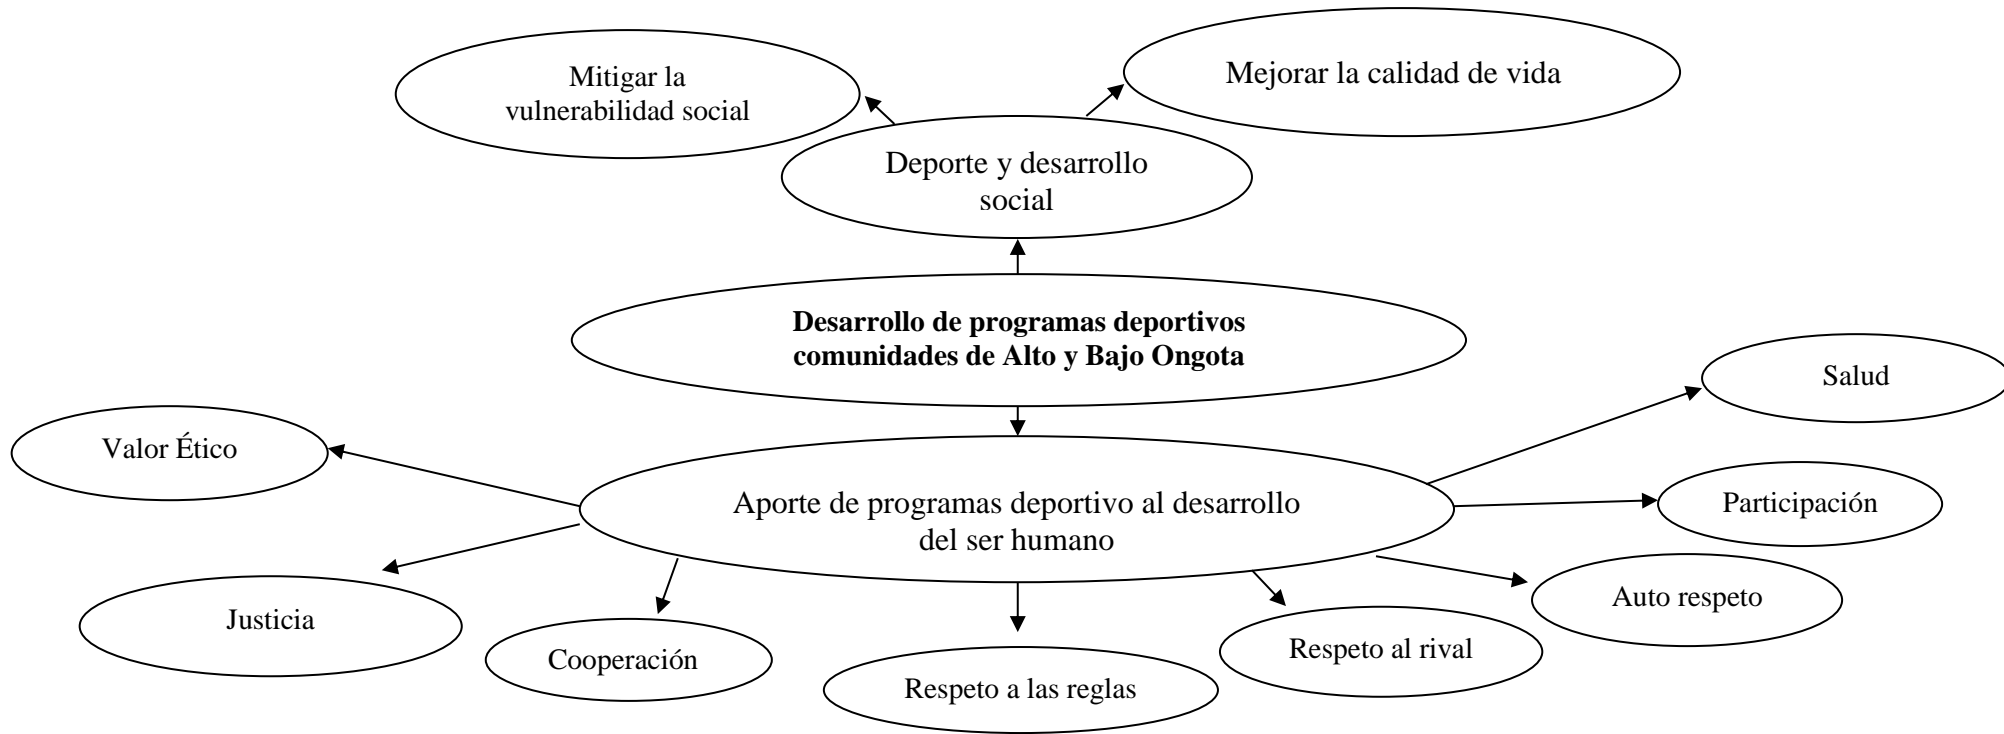 Mitigar la
vulnerabilidad social
Mejorar la calidad de vida
Deporte y desarrollo
social
Desarrollo de programas deportivos
comunidades de Alto y Bajo Ongota
Salud
Valor Ético
Aporte de programas deportivo al desarrollo
del ser humano
Participación
Auto respeto
Justicia
Cooperación
Respeto al rival
Respeto a las reglas